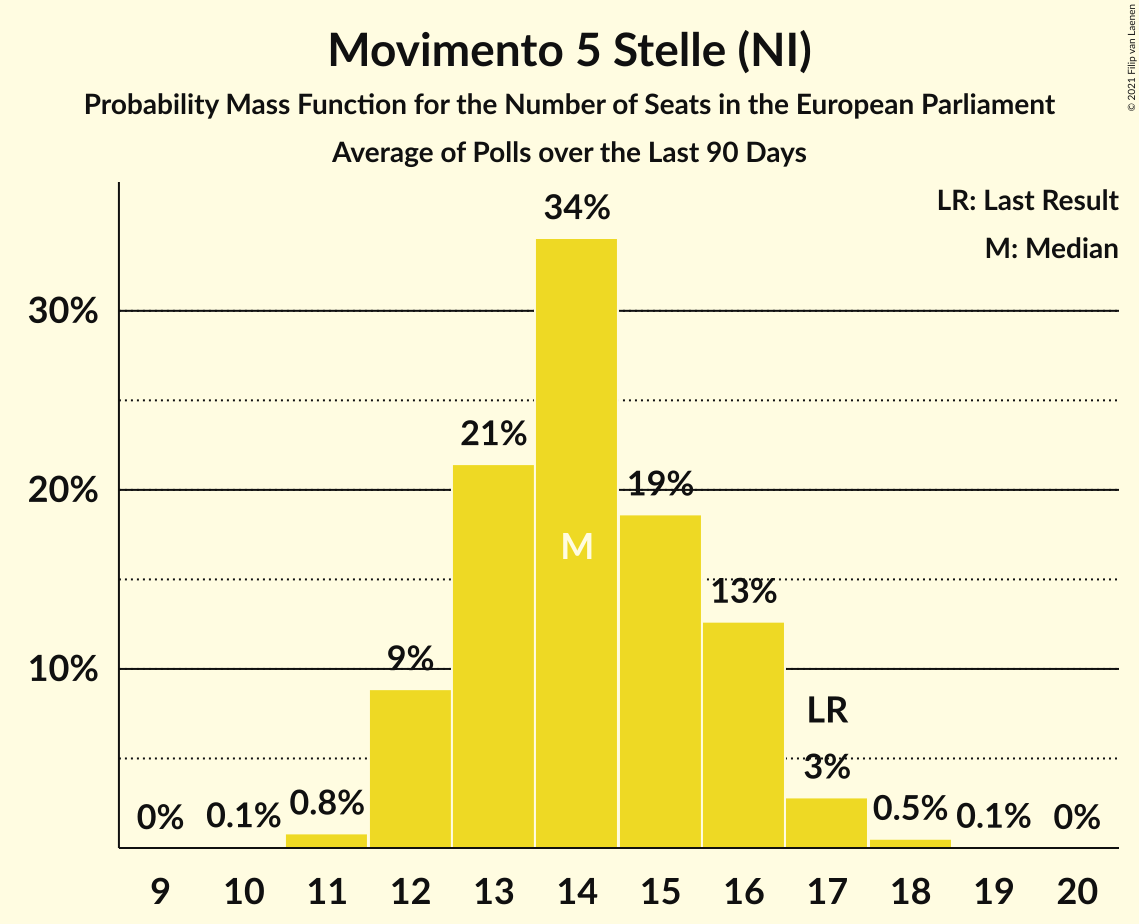 Movimento 5 Stelle (NI)
Probability Mass Function for the Number of Seats in the European Parliament
Average of Polls over the Last 90 Days
© 2021 Filip van Laenen
LR: Last Result
M: Median
34%
30%
21%
20%
19%
M
13%
10%
9%
LR
3%
0%
0.1%
0.8%
0.5%
0.1%
0%
9 10 11 12 13 14 15 16 17 18 19 20